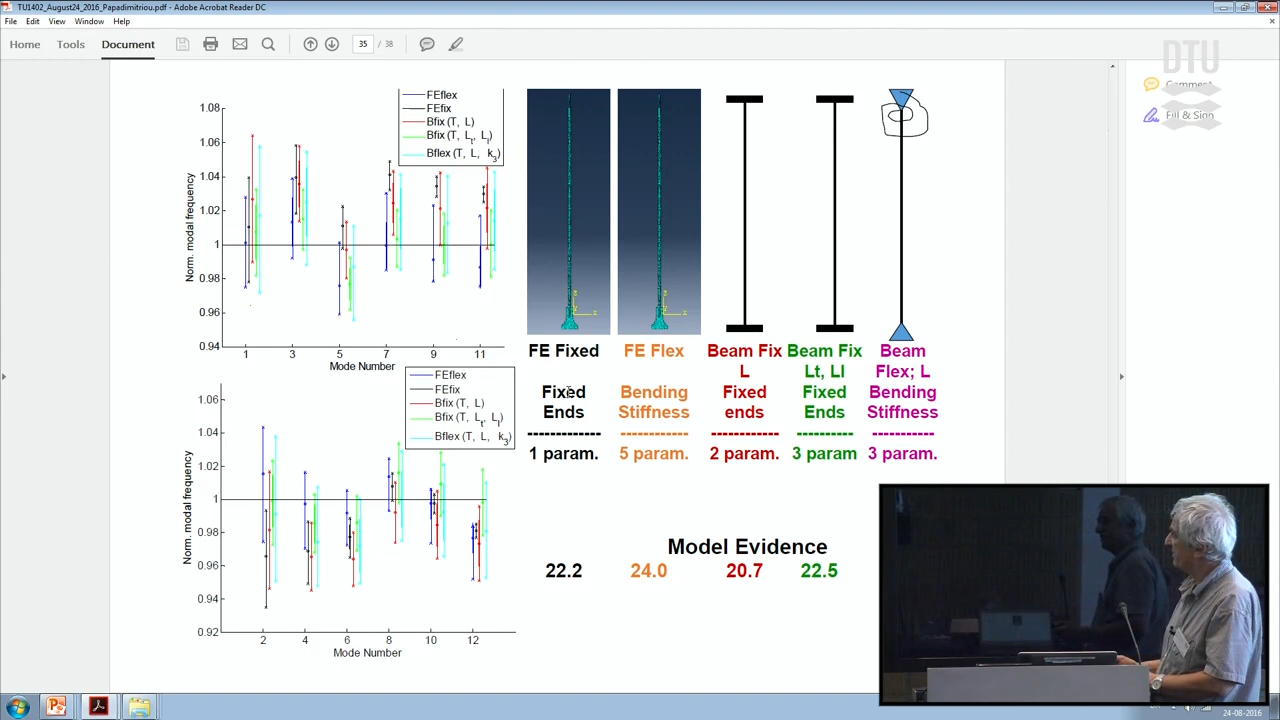 TU1402_August24_2016_Papadimitriou.pdf - Adobe Acrobat Reader DC
File Edit View Window Help
Home Tools Document 35 / 38
DTU
Comment
Fill & Sign
FEflex
FEfix
Bfix (T, L)
Bfix (T, Lt, Ll)
Bflex (T, L, k3)
Norm. modal frequency
1.08
1.06
1.04
1.02
1
0.98
0.96
0.94
1 3 5 7 9 11
Mode Number
FEflex
FEfix
Bfix (T, L)
Bfix (T, Lt, Ll)
Bflex (T, L, k3)
Norm. modal frequency
1.06
1.04
1.02
1
0.98
0.96
0.94
0.92
2 4 6 8 10 12
Mode Number
FE Fixed
Fixed
Ends
-------------
1 param.
FE Flex
Bending
Stiffness
------------
5 param.
Beam Fix
L
Fixed
ends
------------
2 param.
Beam Fix
Lt, Ll
Fixed
Ends
----------
3 param
Beam
Flex; L
Bending
Stiffness
-----------
3 param.
Model Evidence
22.2 24.0 20.7 22.5
24-08-2016